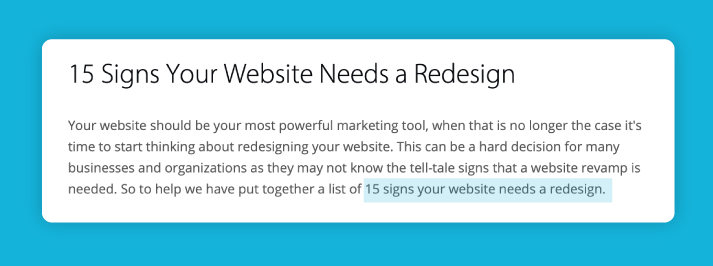 15 Signs Your Website Needs a Redesign
Your website should be your most powerful marketing tool, when that is no longer the case it's
time to start thinking about redesigning your website. This can be a hard decision for many
businesses and organizations as they may not know the tell-tale signs that a website revamp is
needed. So to help we have put together a list of 15 signs your website needs a redesign.